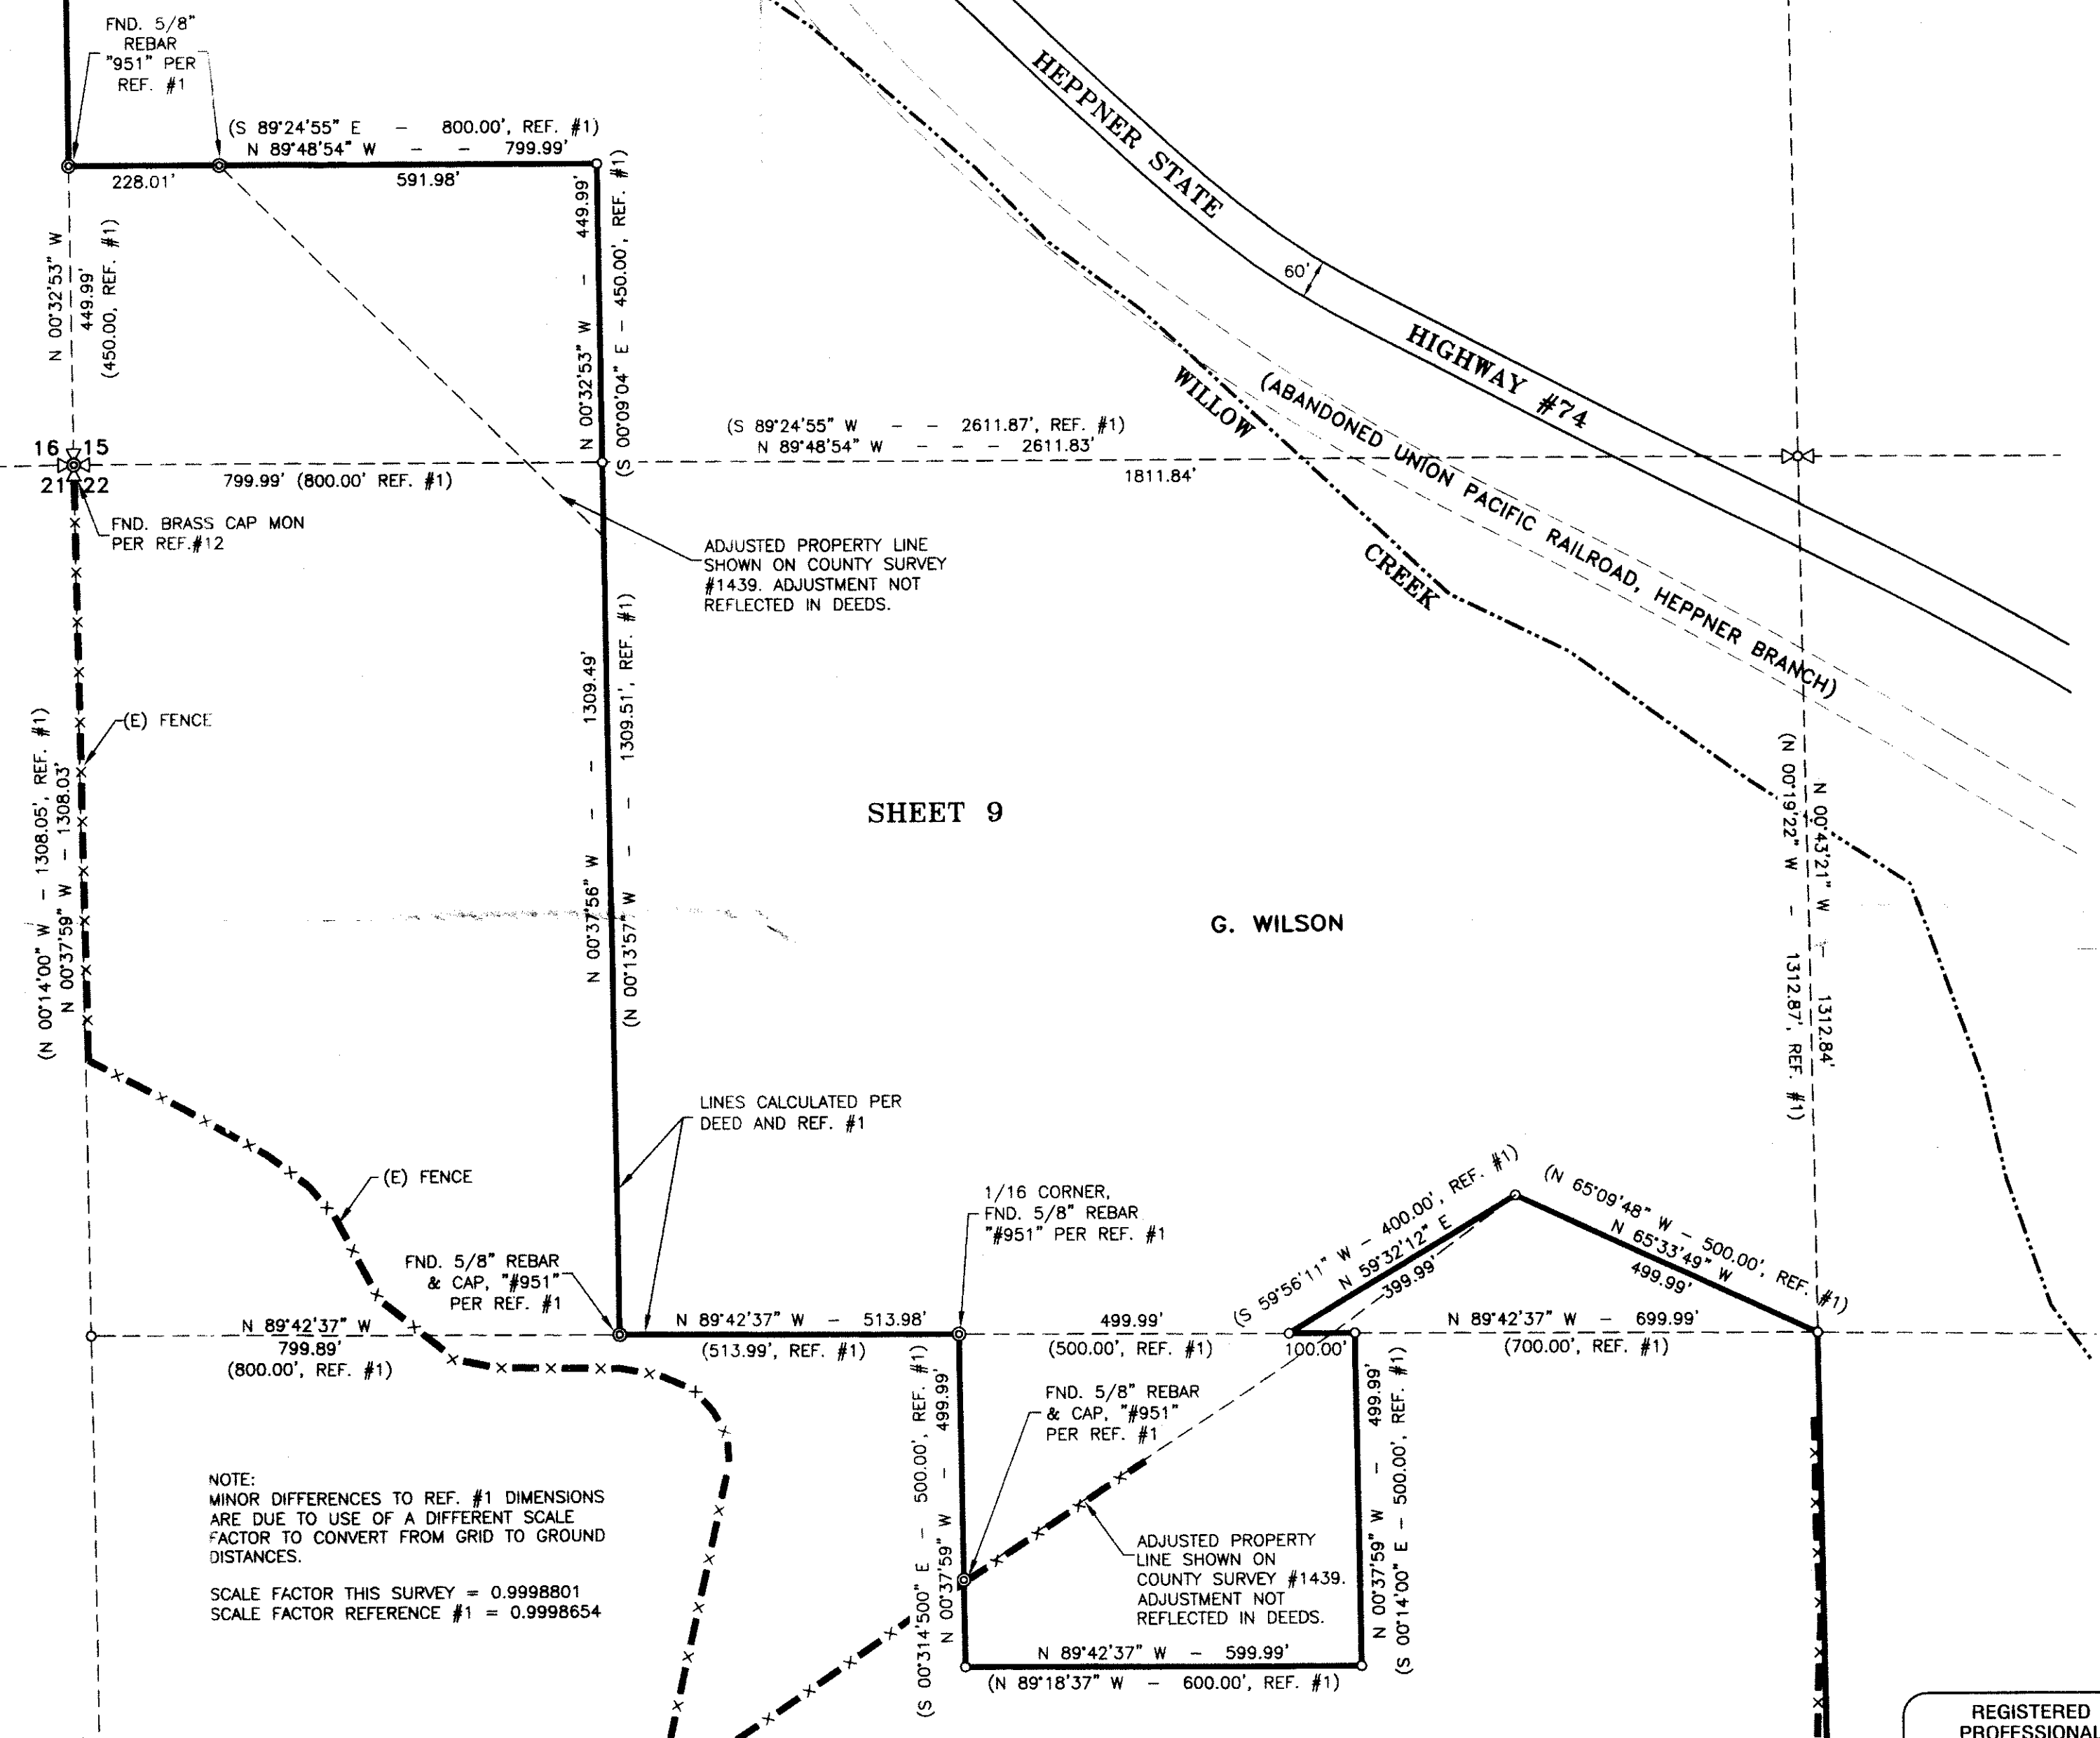 FND. 5/8"
REBAR
"951" PER
REF. #1
(S 89°24'55" E – 800.00', REF. #1)
N 89°48'54" W – – 799.99'
228.01'
591.98'
N 00°32'53" W
449.99'
(450.00, REF. #1)
N 00°32'53" W – 449.99'
(S 00°09'04" E – 450.00', REF. #1)
HEPPNER STATE
HIGHWAY #74
60'
WILLOW
CREEK
(ABANDONED UNION PACIFIC RAILROAD, HEPPNER BRANCH)
(S 89°24'55" W – – 2611.87', REF. #1)
N 89°48'54" W – – – 2611.83'
1811.84'
16 15
21 22
799.99' (800.00' REF. #1)
FND. BRASS CAP MON
PER REF.#12
ADJUSTED PROPERTY LINE
SHOWN ON COUNTY SURVEY
#1439. ADJUSTMENT NOT
REFLECTED IN DEEDS.
(E) FENCE
(N 00°14'00" W – 1308.05', REF. #1)
N 00°37'59" W – 1308.03'
N 00°37'56" W – – 1309.49'
(N 00°13'57" W – – 1309.51', REF. #1)
SHEET 9
G. WILSON
(N 00°19'22" W – 1312.87', REF. #1)
N 00°43'21" W – 1312.84'
LINES CALCULATED PER
DEED AND REF. #1
(E) FENCE
FND. 5/8" REBAR
& CAP, "#951"
PER REF. #1
1/16 CORNER,
FND. 5/8" REBAR
"#951" PER REF. #1
(S 59°56'11" W – 400.00', REF. #1)
N 59°32'12" E
399.99'
(N 65°09'48" W – 500.00', REF. #1)
N 65°33'49" W
499.99'
N 89°42'37" W
799.89'
(800.00', REF. #1)
N 89°42'37" W – 513.98'
(513.99', REF. #1)
499.99'
(500.00', REF. #1)
100.00'
N 89°42'37" W – 699.99'
(700.00', REF. #1)
(S 00°314'500" E – 500.00', REF. #1)
N 00°37'59" W – 499.99'
FND. 5/8" REBAR
& CAP, "#951"
PER REF. #1
N 00°37'59" W – 499.99'
(S 00°14'00" E – 500.00', REF. #1)
ADJUSTED PROPERTY
LINE SHOWN ON
COUNTY SURVEY #1439.
ADJUSTMENT NOT
REFLECTED IN DEEDS.
N 89°42'37" W – 599.99'
(N 89°18'37" W – 600.00', REF. #1)
NOTE:
MINOR DIFFERENCES TO REF. #1 DIMENSIONS
ARE DUE TO USE OF A DIFFERENT SCALE
FACTOR TO CONVERT FROM GRID TO GROUND
DISTANCES.
SCALE FACTOR THIS SURVEY = 0.9998801
SCALE FACTOR REFERENCE #1 = 0.9998654
REGISTERED
PROFESSIONAL